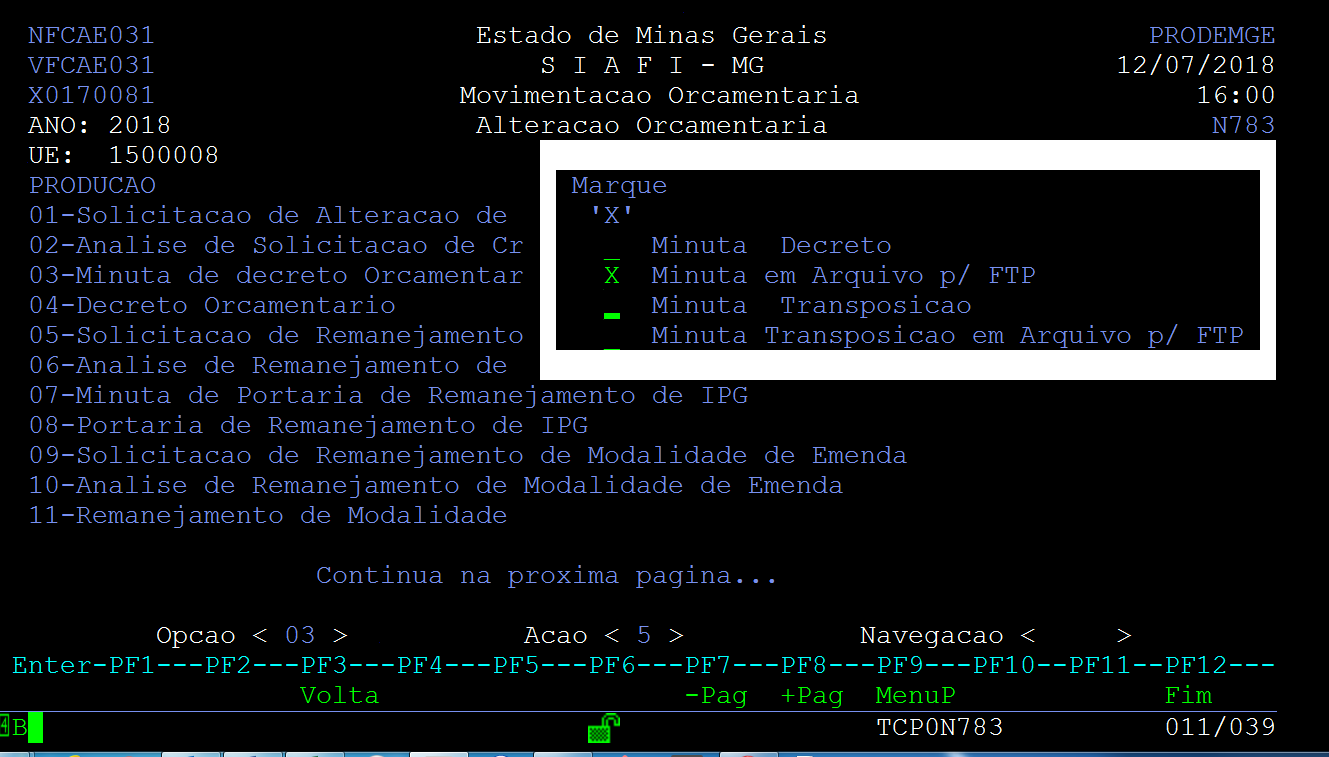 NFCAE031 Estado de Minas Gerais PRODEMGE
VFCAE031 S I A F I - MG 12/07/2018
X0170081 Movimentacao Orcamentaria 16:00
ANO: 2018 Alteracao Orcamentaria N783
UE: 1500008
PRODUCAO Marque
01-Solicitacao de Alteracao de 'X'
02-Analise de Solicitacao de Cr _ Minuta Decreto
03-Minuta de decreto Orcamentar X Minuta em Arquivo p/ FTP
04-Decreto Orcamentario _ Minuta Transposicao
05-Solicitacao de Remanejamento _ Minuta Transposicao em Arquivo p/ FTP
06-Analise de Remanejamento de
07-Minuta de Portaria de Remanejamento de IPG
08-Portaria de Remanejamento de IPG
09-Solicitacao de Remanejamento de Modalidade de Emenda
10-Analise de Remanejamento de Modalidade de Emenda
11-Remanejamento de Modalidade
Continua na proxima pagina...
Opcao < 03 > Acao < 5 > Navegacao < >
Enter-PF1---PF2---PF3---PF4---PF5---PF6---PF7---PF8---PF9---PF10--PF11--PF12---
Volta -Pag +Pag MenuP Fim
4B TCP0N783 011/039